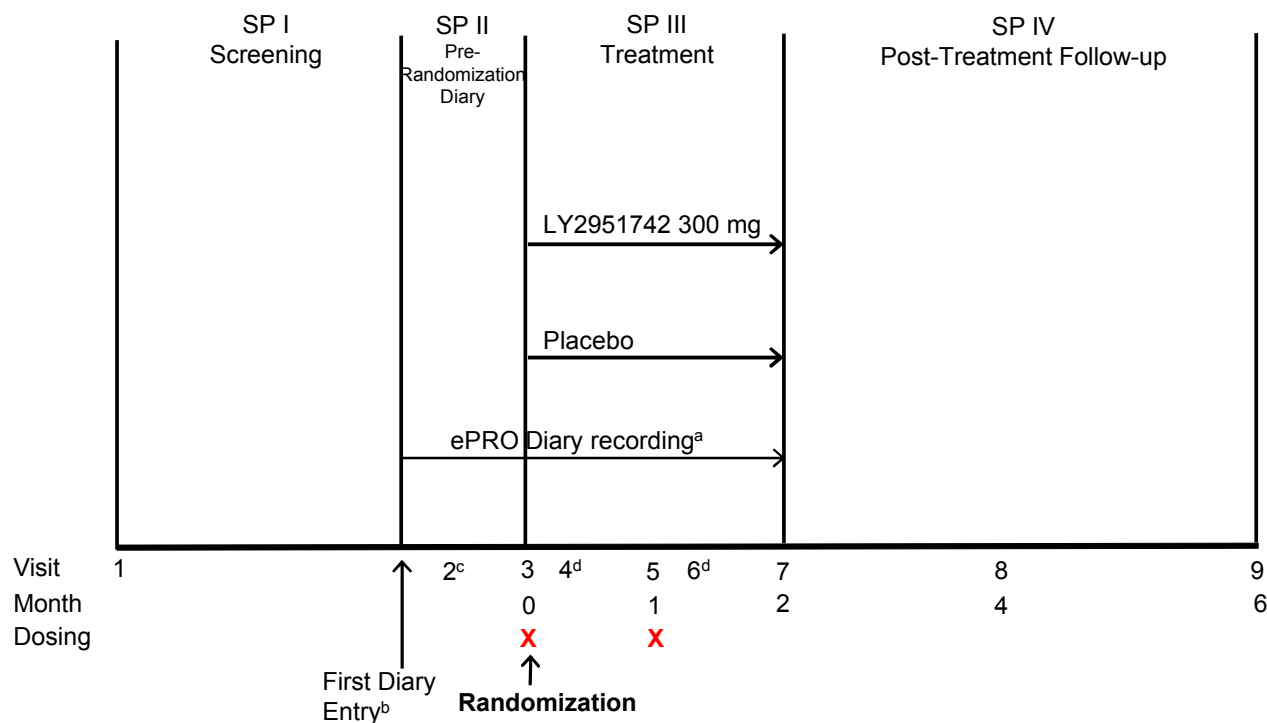 SP I
Screening
SP II
Pre-
Randomization
Diary
SP III
Treatment
SP IV
Post-Treatment Follow-up
LY2951742 300 mg
Placebo
ePRO Diary recordingᵃ
Visit 1 2ᶜ 3 4ᵈ 5 6ᵈ 7 8 9
Month 0 1 2 4 6
Dosing X X
First Diary
Entryᵇ
Randomization